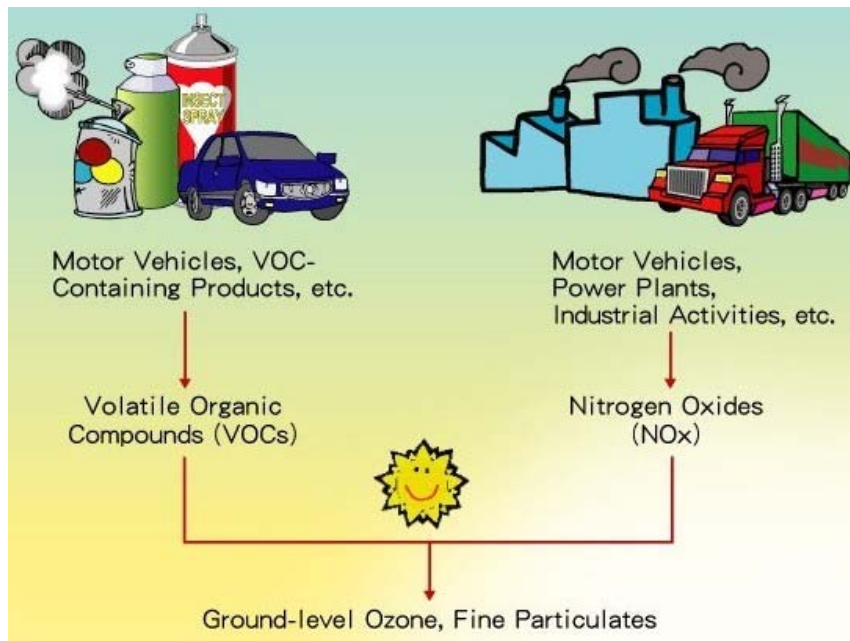 INSECT
SPRAY
Motor Vehicles, VOC-
Containing Products, etc.
Motor Vehicles,
Power Plants,
Industrial Activities, etc.
Volatile Organic
Compounds (VOCs)
Nitrogen Oxides
(NOx)
Ground-level Ozone, Fine Particulates